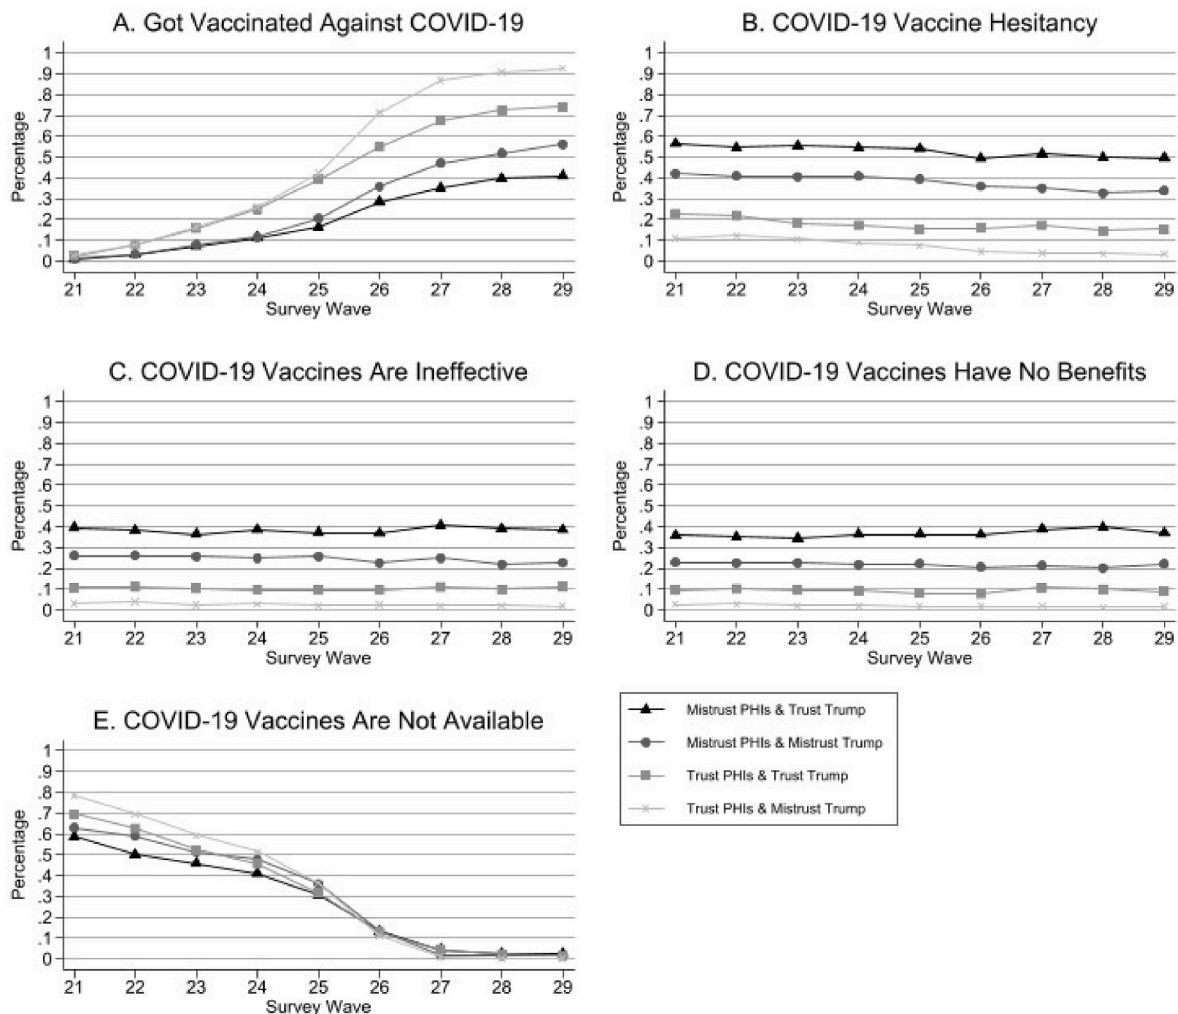 A. Got Vaccinated Against COVID-19
1
.9
.8
.7
.6
.5
.4
.3
.2
.1
0
Percentage
21 22 23 24 25 26 27 28 29
Survey Wave
B. COVID-19 Vaccine Hesitancy
1
.9
.8
.7
.6
.5
.4
.3
.2
.1
0
Percentage
21 22 23 24 25 26 27 28 29
Survey Wave
C. COVID-19 Vaccines Are Ineffective
1
.9
.8
.7
.6
.5
.4
.3
.2
.1
0
Percentage
21 22 23 24 25 26 27 28 29
Survey Wave
D. COVID-19 Vaccines Have No Benefits
1
.9
.8
.7
.6
.5
.4
.3
.2
.1
0
Percentage
21 22 23 24 25 26 27 28 29
Survey Wave
E. COVID-19 Vaccines Are Not Available
1
.9
.8
.7
.6
.5
.4
.3
.2
.1
0
Percentage
21 22 23 24 25 26 27 28 29
Survey Wave
Mistrust PHIs & Trust Trump
Mistrust PHIs & Mistrust Trump
Trust PHIs & Trust Trump
Trust PHIs & Mistrust Trump